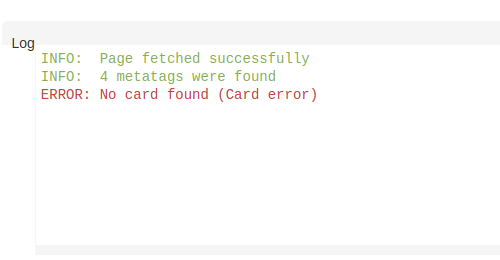 Log
INFO:  Page fetched successfully
INFO:  4 metatags were found
ERROR: No card found (Card error)